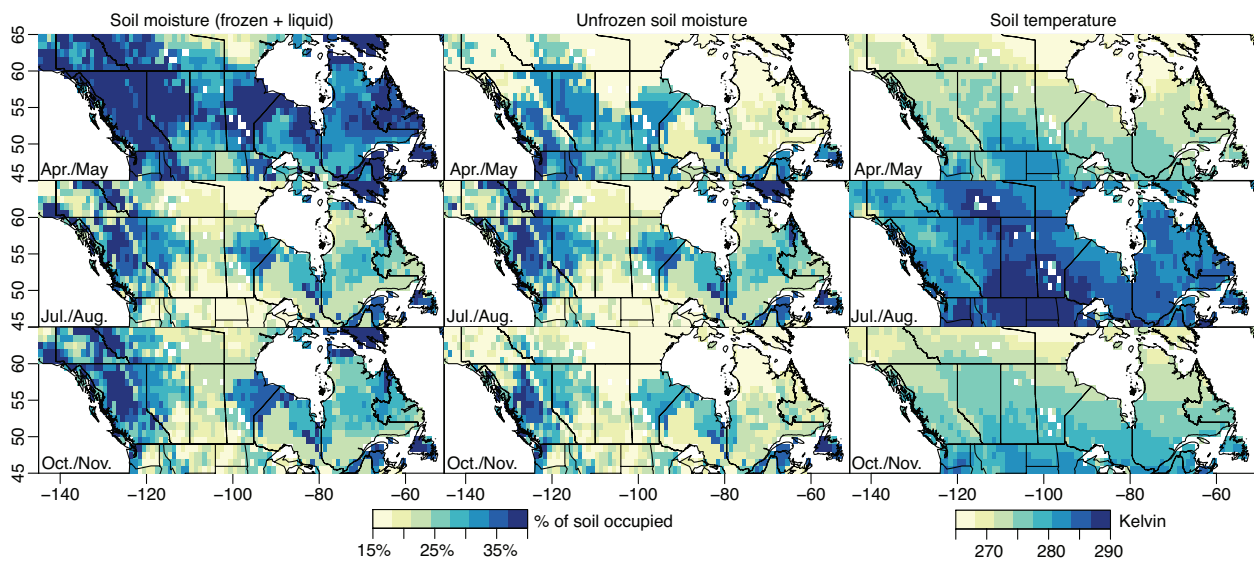 Soil moisture (frozen + liquid) Unfrozen soil moisture Soil temperature
65
60
55
50
45
Apr./May Apr./May Apr./May
60
55
50
45
Jul./Aug. Jul./Aug. Jul./Aug.
60
55
50
45
Oct./Nov. Oct./Nov. Oct./Nov.
−140 −120 −100 −80 −60 −140 −120 −100 −80 −60 −140 −120 −100 −80 −60
% of soil occupied Kelvin
15% 25% 35% 270 280 290